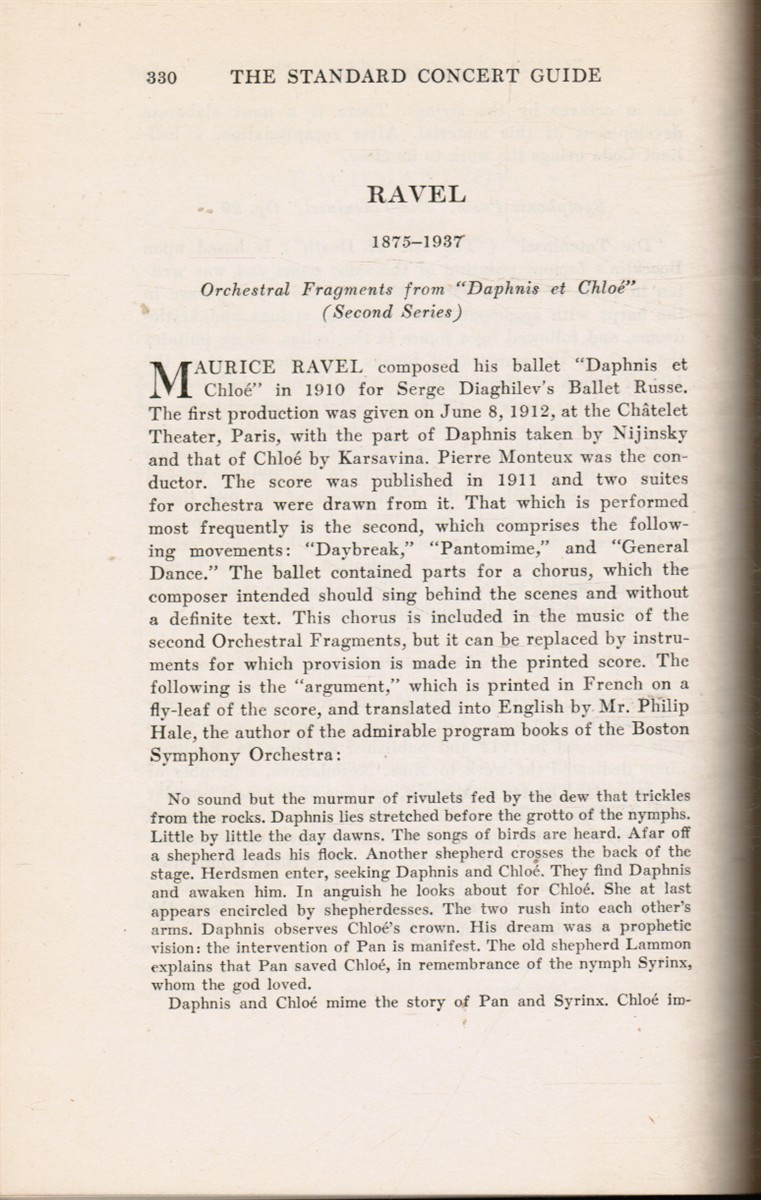 330 THE STANDARD CONCERT GUIDE
RAVEL
1875–1937
Orchestral Fragments from “Daphnis et Chloé”
(Second Series)
MAURICE RAVEL composed his ballet “Daphnis et
Chloé” in 1910 for Serge Diaghilev’s Ballet Russe.
The first production was given on June 8, 1912, at the Châtelet
Theater, Paris, with the part of Daphnis taken by Nijinsky
and that of Chloé by Karsavina. Pierre Monteux was the con-
ductor. The score was published in 1911 and two suites
for orchestra were drawn from it. That which is performed
most frequently is the second, which comprises the follow-
ing movements: “Daybreak,” “Pantomime,” and “General
Dance.” The ballet contained parts for a chorus, which the
composer intended should sing behind the scenes and without
a definite text. This chorus is included in the music of the
second Orchestral Fragments, but it can be replaced by instru-
ments for which provision is made in the printed score. The
following is the “argument,” which is printed in French on a
fly-leaf of the score, and translated into English by Mr. Philip
Hale, the author of the admirable program books of the Boston
Symphony Orchestra:
No sound but the murmur of rivulets fed by the dew that trickles
from the rocks. Daphnis lies stretched before the grotto of the nymphs.
Little by little the day dawns. The songs of birds are heard. Afar off
a shepherd leads his flock. Another shepherd crosses the back of the
stage. Herdsmen enter, seeking Daphnis and Chloé. They find Daphnis
and awaken him. In anguish he looks about for Chloé. She at last
appears encircled by shepherdesses. The two rush into each other’s
arms. Daphnis observes Chloé’s crown. His dream was a prophetic
vision: the intervention of Pan is manifest. The old shepherd Lammon
explains that Pan saved Chloé, in remembrance of the nymph Syrinx,
whom the god loved.
Daphnis and Chloé mime the story of Pan and Syrinx. Chloé im-